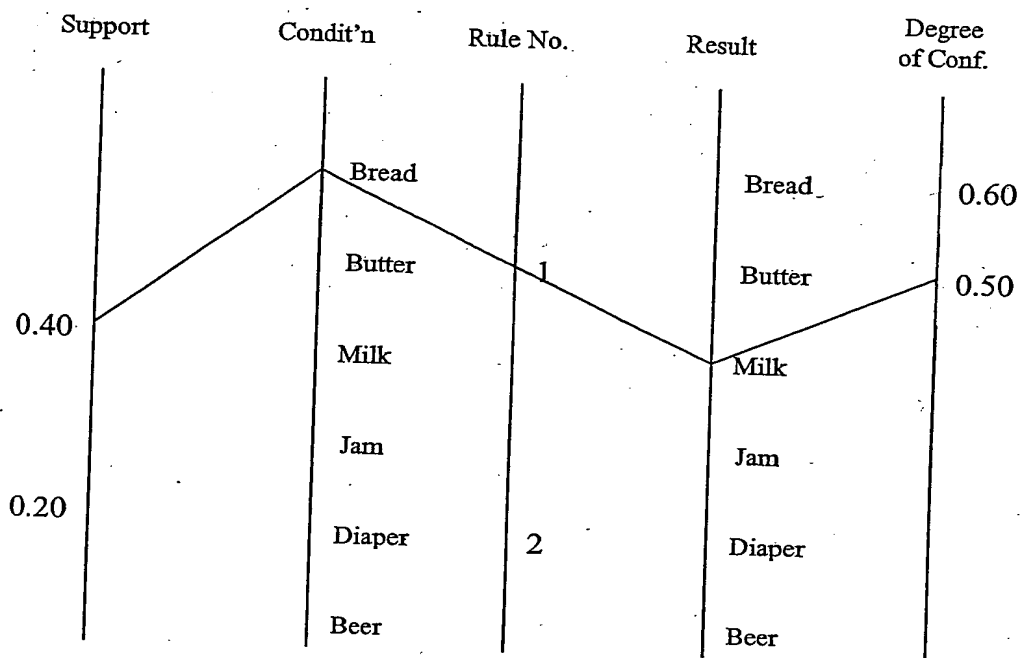 Support
Condit'n
Rule No.
Result
Degree
of Conf.
Bread
Bread
0.60
Butter
1
Butter
0.50
0.40
Milk
Milk
Jam
Jam
0.20
Diaper
2
Diaper
Beer
Beer